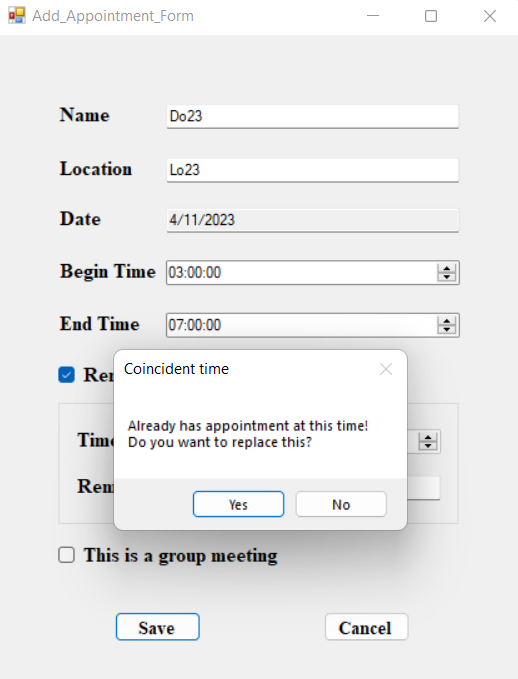 Add_Appointment_Form
Name
Do23
Location
Lo23
Date
4/11/2023
Begin Time
03:00:00
End Time
07:00:00
Coincident time
Already has appointment at this time!
Do you want to replace this?
Yes
No
This is a group meeting
Save
Cancel